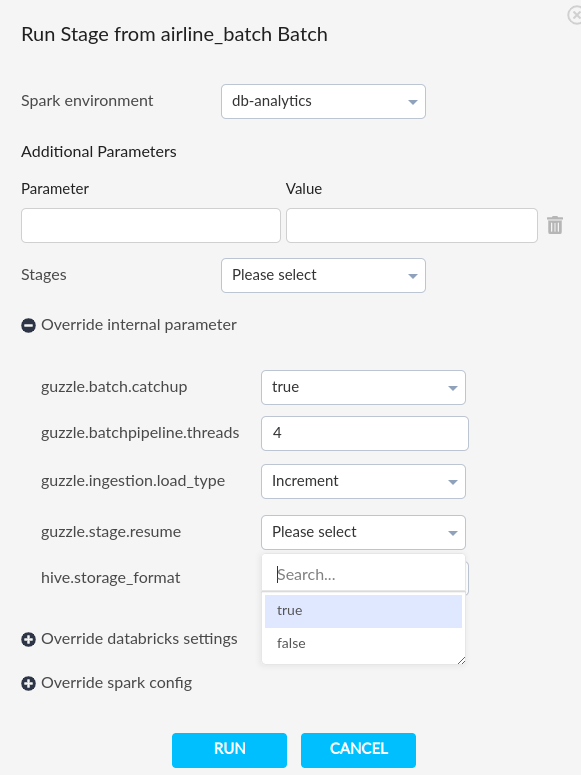 Run Stage from airline_batch Batch
Spark environment db-analytics
Additional Parameters
Parameter Value
Stages Please select
Override internal parameter
guzzle.batch.catchup true
guzzle.batchpipeline.threads 4
guzzle.ingestion.load_type Increment
guzzle.stage.resume Please select
Search...
hive.storage_format
true
Override databricks settings false
Override spark config
RUN CANCEL